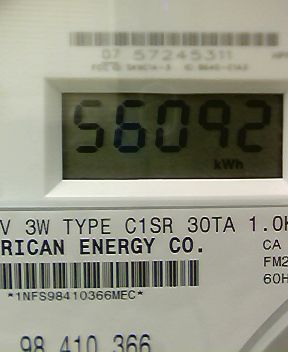 07 57245311
56092
kWh
V 3W TYPE C1SR 30TA 1.0K
RICAN ENERGY CO.
CA
FM2
60H
*1NFS98410366MEC*
98 410 366